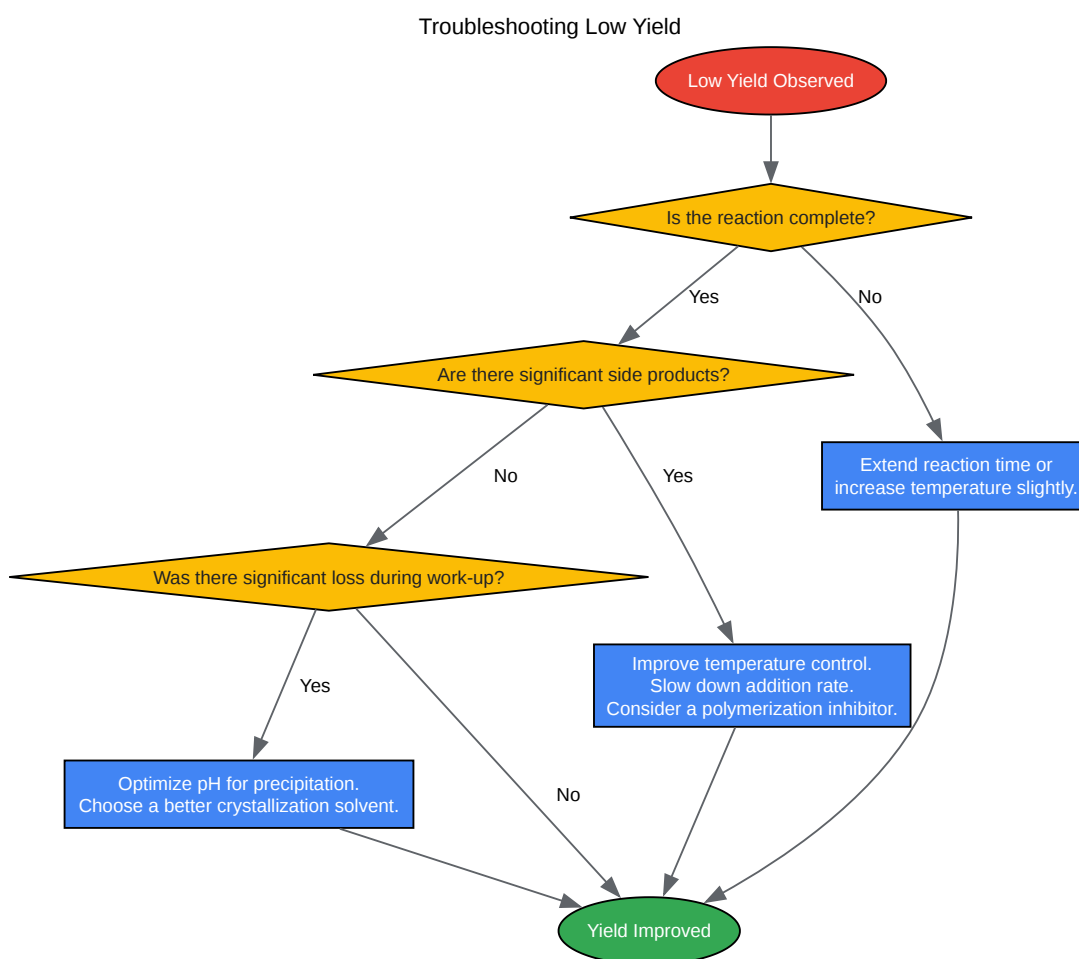 Troubleshooting Low Yield
Low Yield Observed
Is the reaction complete?
Yes
No
Are there significant side products?
Extend reaction time or
increase temperature slightly.
No
Yes
Was there significant loss during work-up?
Improve temperature control.
Slow down addition rate.
Consider a polymerization inhibitor.
Yes
Optimize pH for precipitation.
Choose a better crystallization solvent.
No
Yield Improved